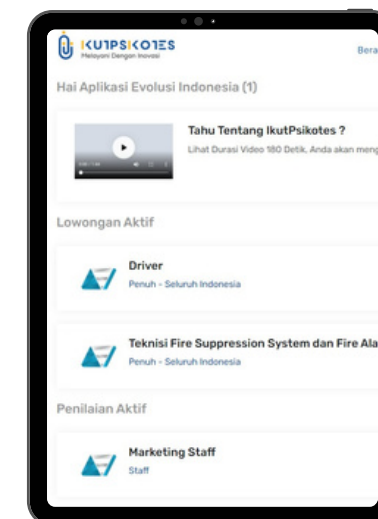 IKUTPSIKOTES
Melayani Dengan Inovasi
Bera
Hai Aplikasi Evolusi Indonesia (1)
Tahu Tentang IkutPsikotes ?
Lihat Durasi Video 180 Detik, Anda akan meng
Lowongan Aktif
Driver
Penuh - Seluruh Indonesia
Teknisi Fire Suppression System dan Fire Ala
Penuh - Seluruh Indonesia
Penilaian Aktif
Marketing Staff
Staff